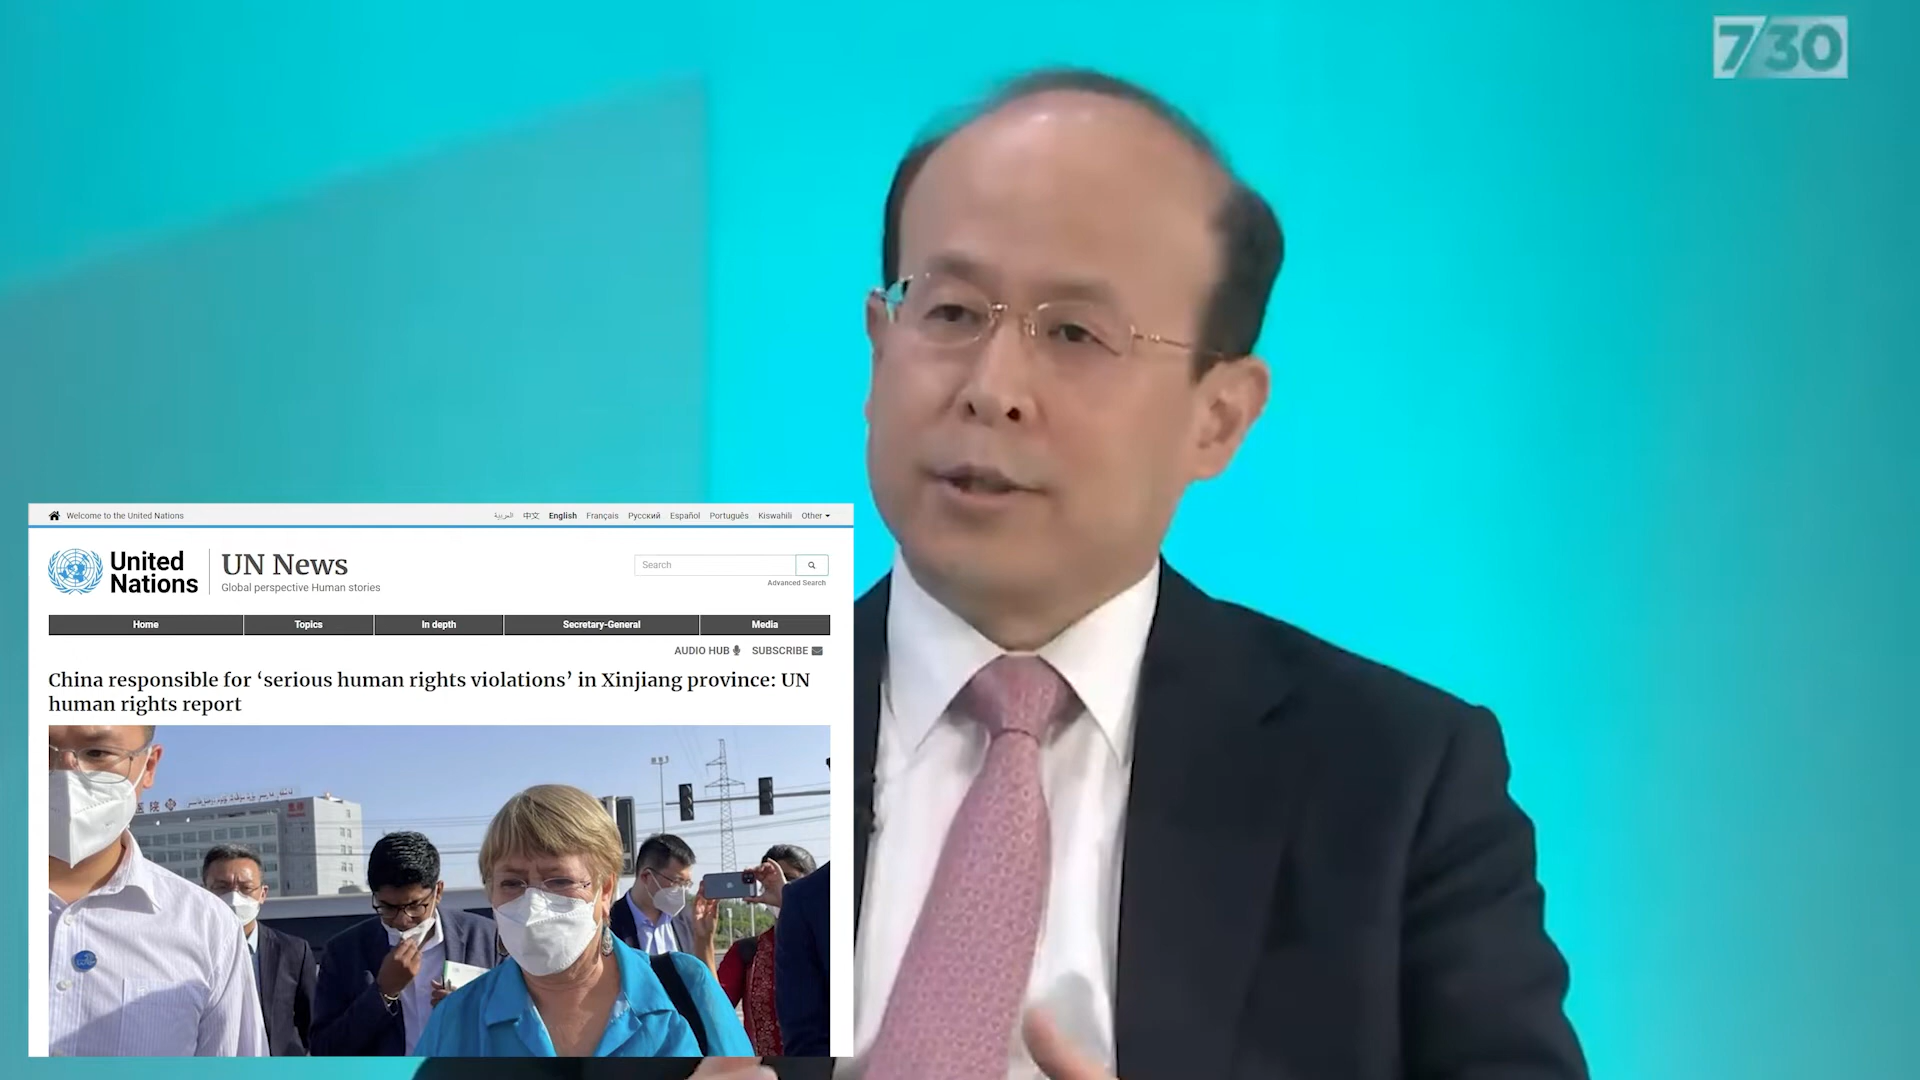 7/30
Welcome to the United Nations
العربية 中文 English Français Русский Español Português Kiswahili Other
United
Nations
UN News
Global perspective Human stories
Search
Advanced Search
Home Topics In depth Secretary-General Media
AUDIO HUB SUBSCRIBE
China responsible for ‘serious human rights violations’ in Xinjiang province: UN
human rights report